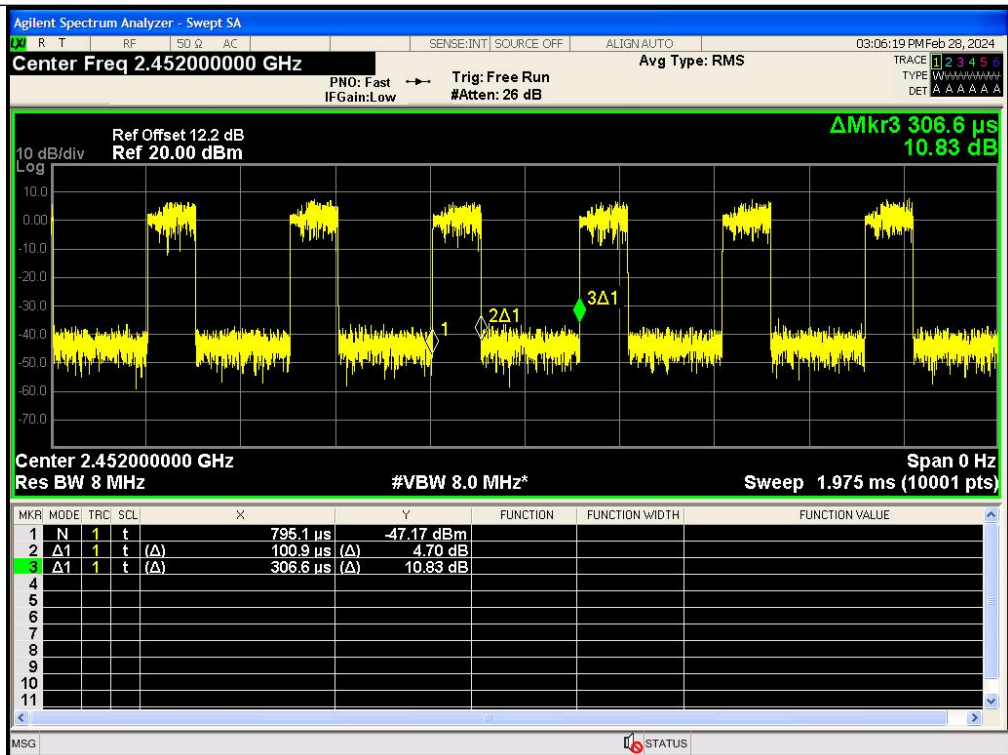 Agilent Spectrum Analyzer - Swept SA
LXI R T RF 50 Ω AC SENSE:INT SOURCE OFF ALIGN AUTO 03:06:19 PM Feb 28, 2024
Center Freq 2.452000000 GHz
Avg Type: RMS
TRACE 1 2 3 4 5 6
PNO: Fast
Trig: Free Run
TYPE W
IFGain:Low
#Atten: 26 dB
DET A A A A A A
ΔMkr3 306.6 µs
10.83 dB
Ref Offset 12.2 dB
10 dB/div Ref 20.00 dBm
Log
10.0
0.00
-10.0
-20.0
-30.0
3Δ1
2Δ1
1
-40.0
-50.0
-60.0
-70.0
Center 2.452000000 GHz Span 0 Hz
Res BW 8 MHz #VBW 8.0 MHz* Sweep 1.975 ms (10001 pts)
MKR MODE TRC SCL X Y FUNCTION FUNCTION WIDTH FUNCTION VALUE
1 N 1 t 795.1 µs -47.17 dBm
2 Δ1 1 t (Δ) 100.9 µs (Δ) 4.70 dB
3 Δ1 1 t (Δ) 306.6 µs (Δ) 10.83 dB
4
5
6
7
8
9
10
11
MSG STATUS